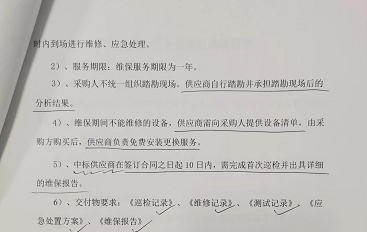 时内到场进行维修、应急处理。
2）、服务期限：维保服务期限为一年。
3）、采购人不统一组织踏勘现场。供应商自行踏勘并承担踏勘现场后的
分析结果。
4）、维保期间不能维修的设备，供应商需向采购人提供设备清单，由采
购方购买后，供应商负责免费安装更换服务。
5）、中标供应商在签订合同之日起 10 日内，需完成首次巡检并出具详细
的维保报告。
6）、交付物要求：《巡检记录》、《维修记录》、《测试记录》、《应
急处置方案》、《维保报告》